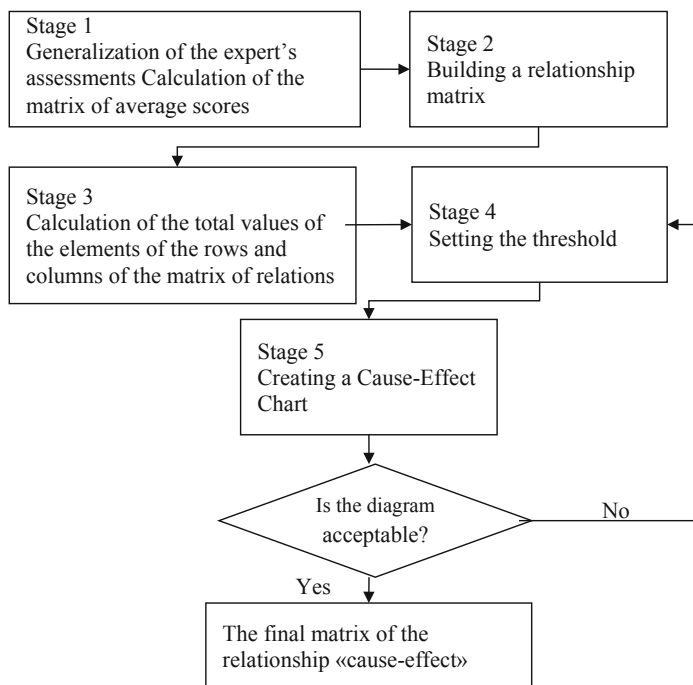 Stage 1
Generalization of the expert's
assessments Calculation of the
matrix of average scores
Stage 2
Building a relationship
matrix
Stage 3
Calculation of the total values of
the elements of the rows and
columns of the matrix of relations
Stage 4
Setting the threshold
Stage 5
Creating a Cause-Effect
Chart
Is the diagram
acceptable?
No
Yes
The final matrix of the
relationship «cause-effect»